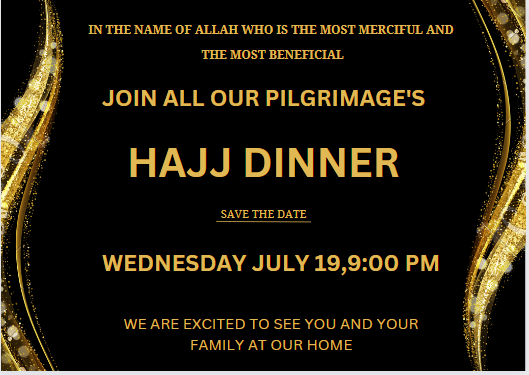 IN THE NAME OF ALLAH WHO IS THE MOST MERCIFUL AND
THE MOST BENEFICIAL
JOIN ALL OUR PILGRIMAGE'S
HAJJ DINNER
SAVE THE DATE
WEDNESDAY JULY 19,9:00 PM
WE ARE EXCITED TO SEE YOU AND YOUR
FAMILY AT OUR HOME